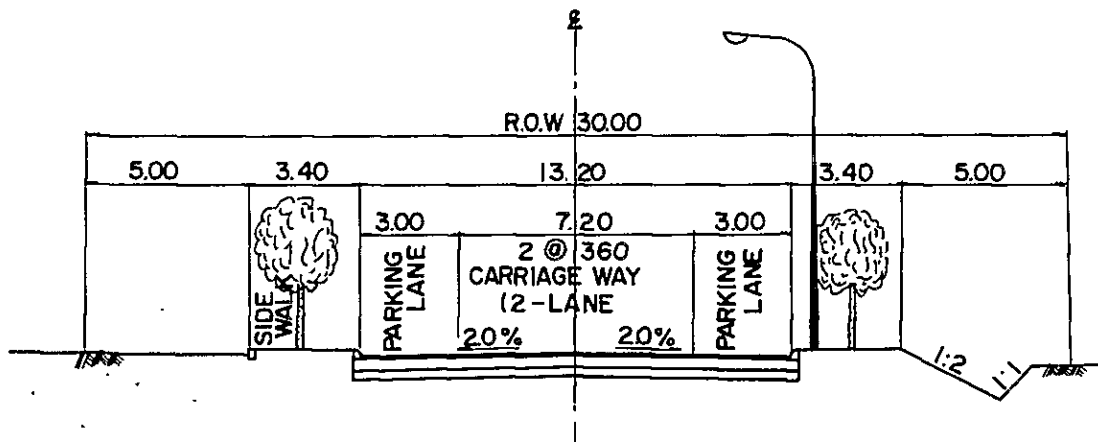 ℄
R.O.W 30.00
5.00 3.40 13.20 3.40 5.00
3.00 7.20 3.00
2 @ 360
CARRIAGE WAY
(2-LANE
PARKING LANE
PARKING LANE
SIDE WALK
2.0% 2.0%
1:2
1:1